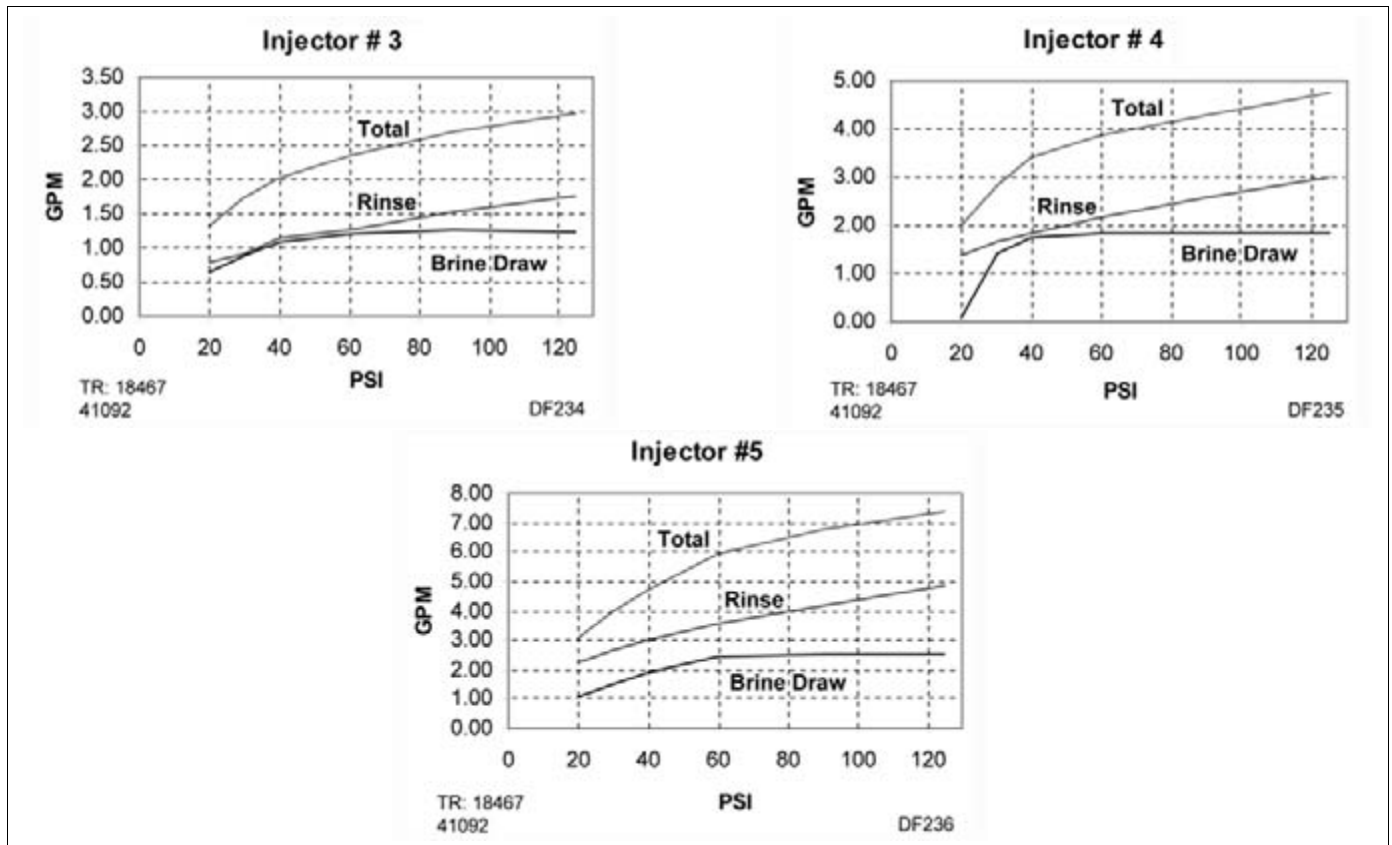 Injector # 3
3.50
3.00
2.50
2.00
1.50
1.00
0.50
0.00
GPM
Total
Rinse
Brine Draw
0 20 40 60 80 100 120
PSI
TR: 18467
41092
DF234
Injector # 4
5.00
4.00
3.00
2.00
1.00
0.00
GPM
Total
Rinse
Brine Draw
0 20 40 60 80 100 120
PSI
TR: 18467
41092
DF235
Injector #5
8.00
7.00
6.00
5.00
4.00
3.00
2.00
1.00
0.00
GPM
Total
Rinse
Brine Draw
0 20 40 60 80 100 120
PSI
TR: 18467
41092
DF236